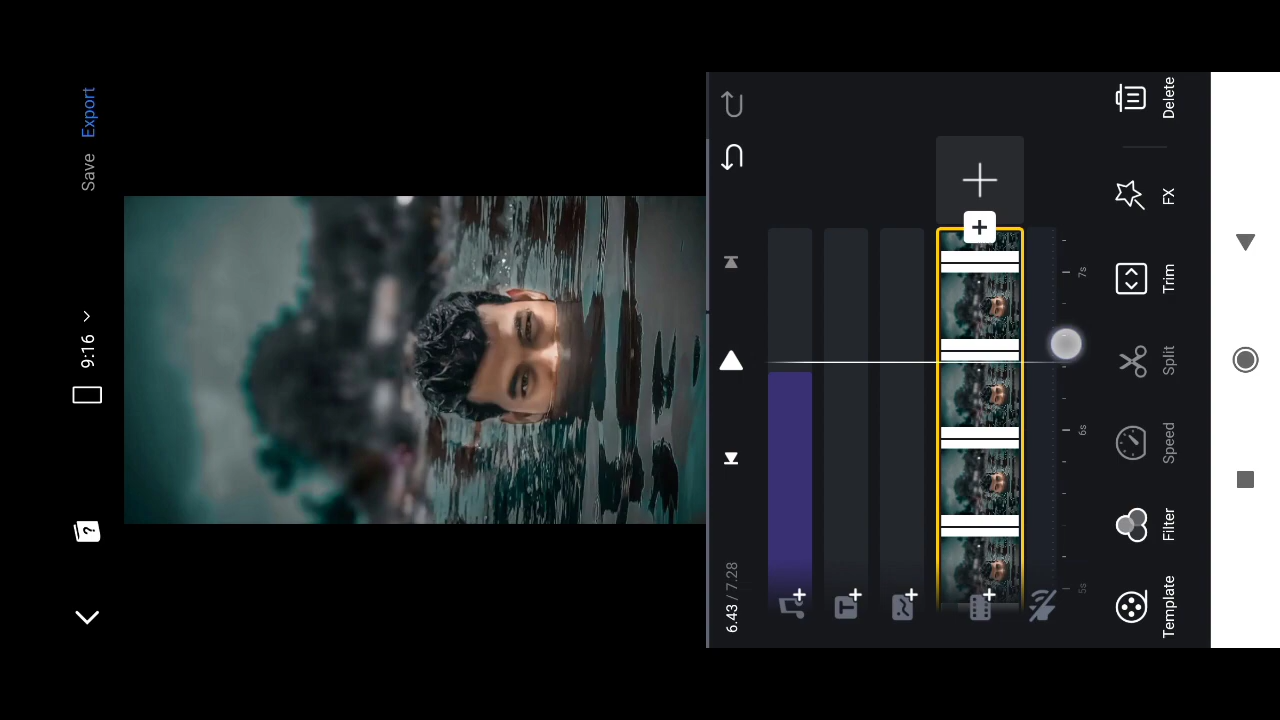 9:16
Save
Export
6.43 / 7.28
5s
6s
7s
Template
Filter
Speed
Split
Trim
FX
Delete